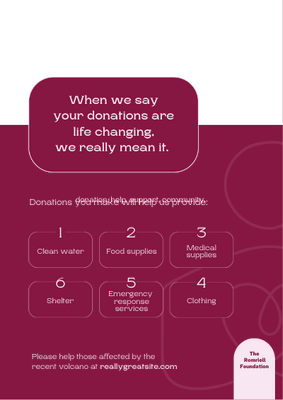 When we say
your donations are
life changing.
we really mean it.
donation help, support, community
Donations you make will help us provide:
1
2
3
Clean water
Food supplies
Medical
supplies
6
5
4
Shelter
Emergency
response
services
Clothing
Please help those affected by the
recent volcano at reallygreatsite.com
The
Romriell
Foundation